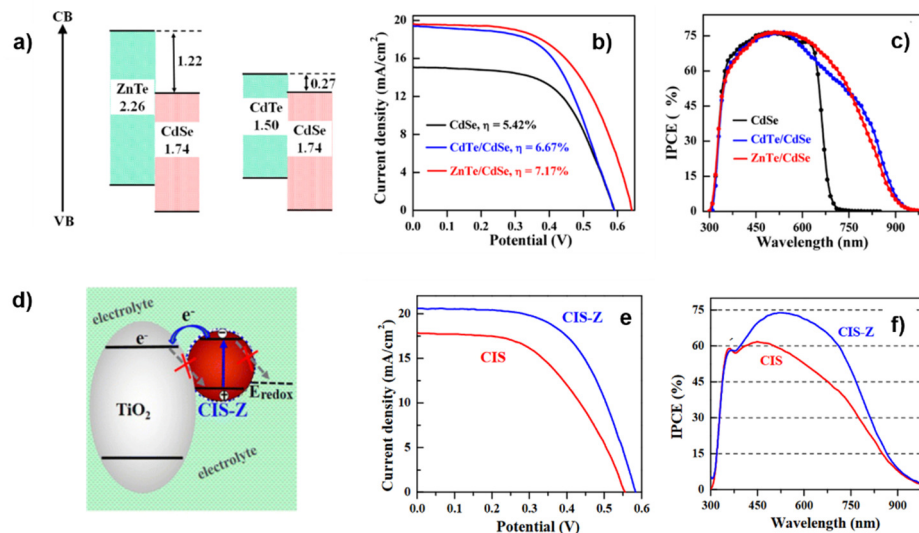 a)
CB
VB
ZnTe
2.26
1.22
CdSe
1.74
CdTe
1.50
0.27
CdSe
1.74
b)
Current density (mA/cm²)
20
16
12
8
4
0
CdSe, η = 5.42%
CdTe/CdSe, η = 6.67%
ZnTe/CdSe, η = 7.17%
0.0 0.1 0.2 0.3 0.4 0.5 0.6
Potential (V)
c)
IPCE ( %)
75
50
25
0
CdSe
CdTe/CdSe
ZnTe/CdSe
300 450 600 750 900
Wavelength (nm)
d)
electrolyte
e⁻
e⁻
TiO₂
CIS-Z
Eredox
electrolyte
e
Current density (mA/cm²)
25
20
15
10
5
0
CIS-Z
CIS
0.0 0.1 0.2 0.3 0.4 0.5 0.6
Potential (V)
f)
IPCE (%)
75
60
45
30
15
0
CIS-Z
CIS
300 450 600 750 900
Wavelength (nm)